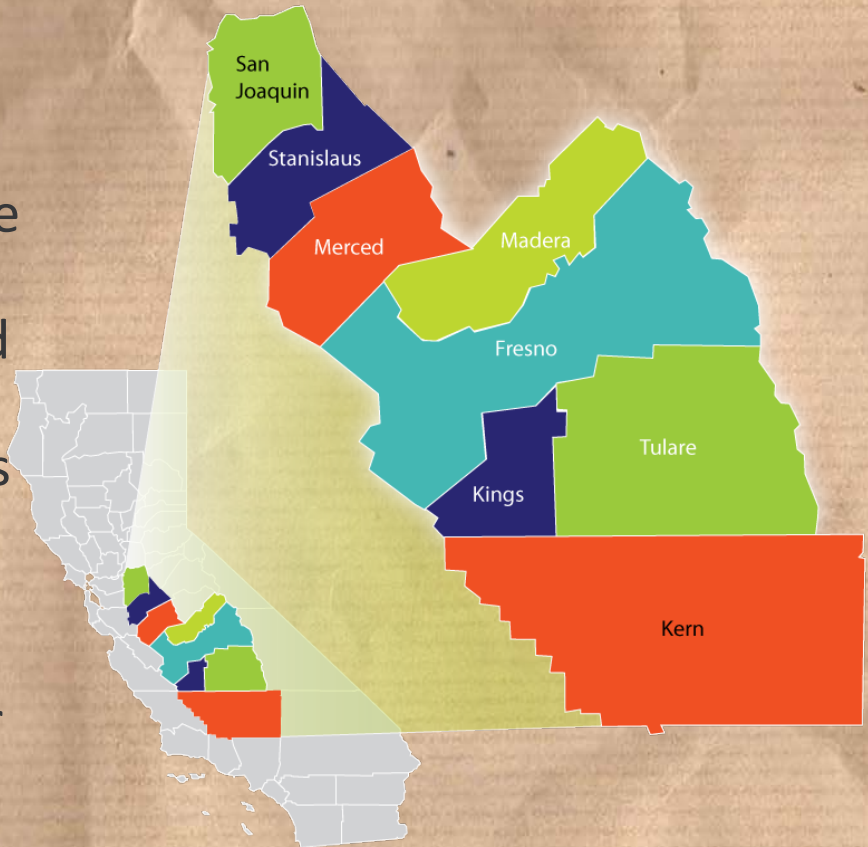 San
Joaquin
Stanislaus
Merced
Madera
Fresno
Tulare
Kings
Kern